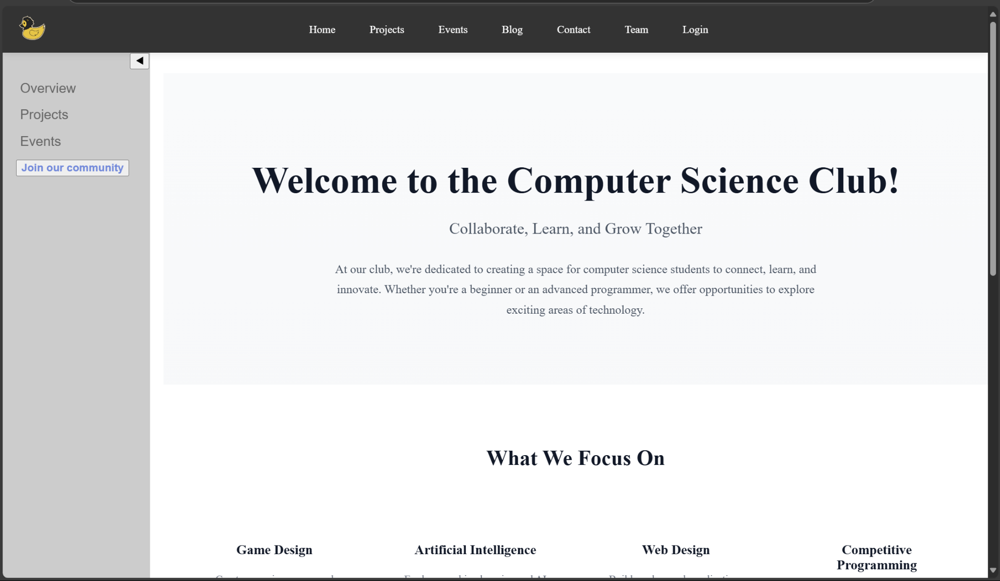 Home Projects Events Blog Contact Team Login
◀
Overview
Projects
Events
Join our community
Welcome to the Computer Science Club!
Collaborate, Learn, and Grow Together
At our club, we're dedicated to creating a space for computer science students to connect, learn, and
innovate. Whether you're a beginner or an advanced programmer, we offer opportunities to explore
exciting areas of technology.
What We Focus On
Game Design
Artificial Intelligence
Web Design
Competitive
Programming